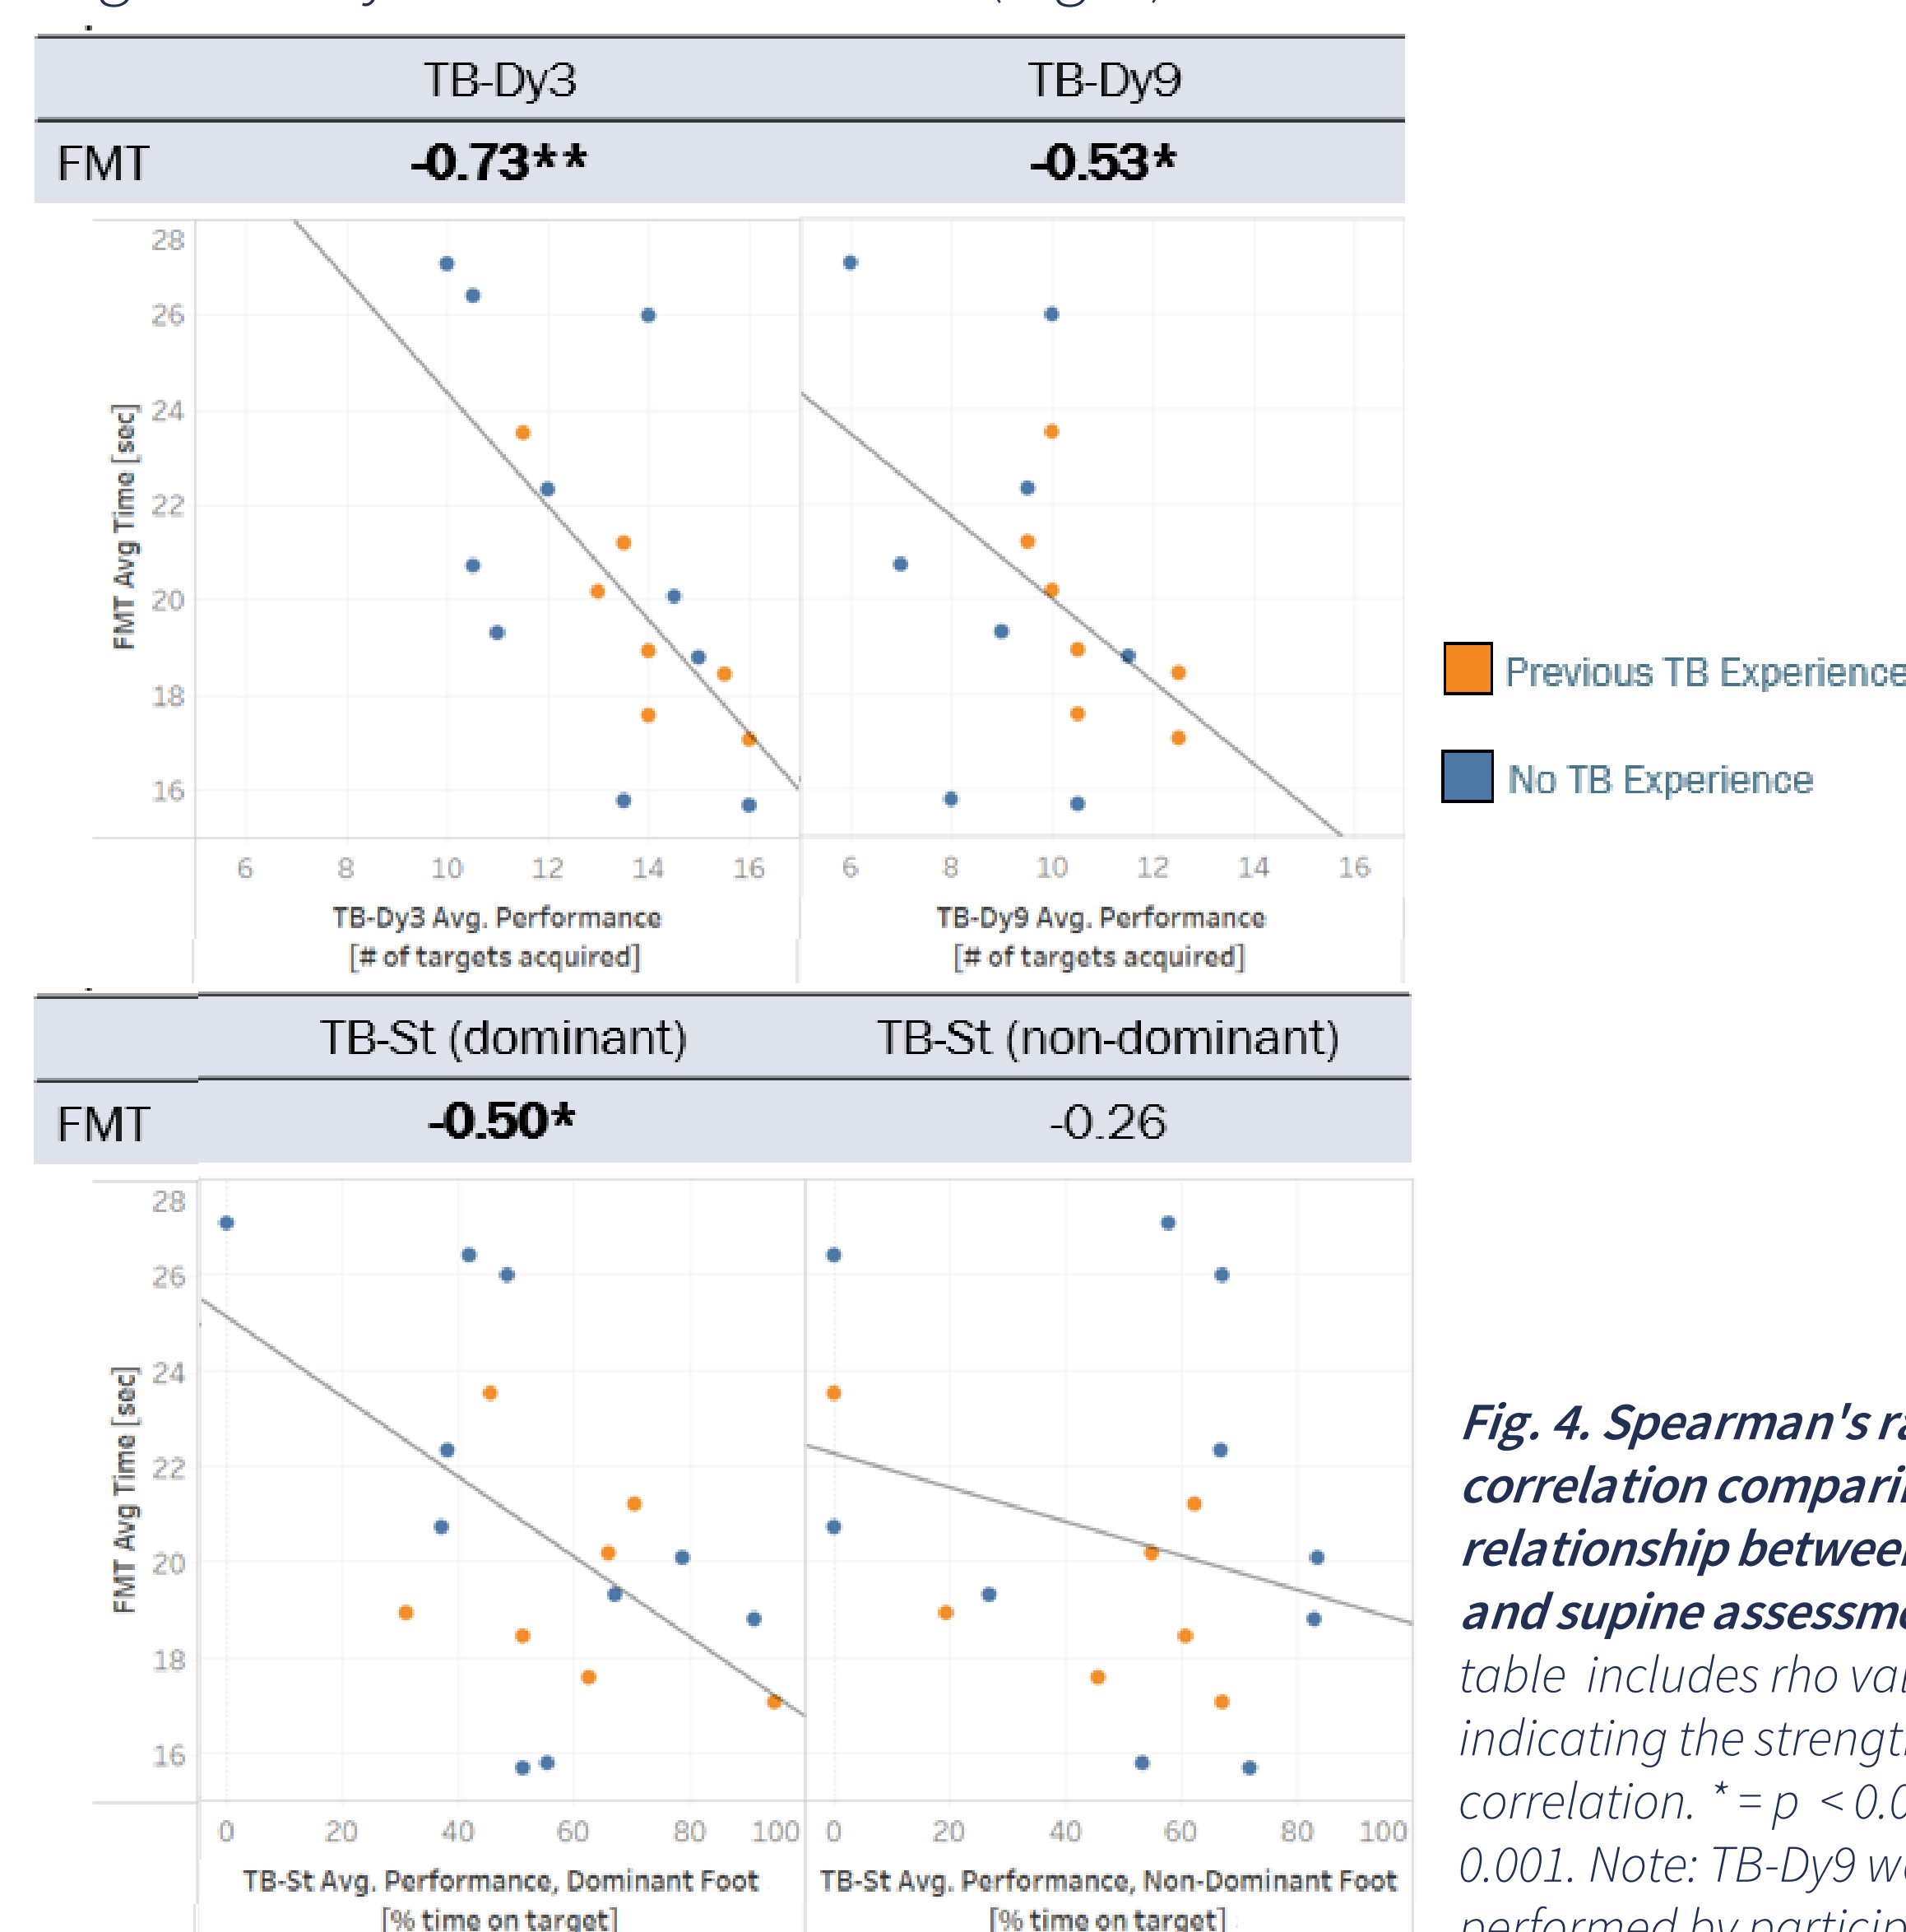 TB-Dy3 TB-Dy9
FMT -0.73** -0.53*
28
26
24
22
20
18
16
FMT Avg Time [sec]
6 8 10 12 14 16 6 8 10 12 14 16
TB-Dy3 Avg. Performance
[# of targets acquired]
TB-Dy9 Avg. Performance
[# of targets acquired]
Previous TB Experience
No TB Experience
TB-St (dominant) TB-St (non-dominant)
FMT -0.50* -0.26
28
26
24
22
20
18
16
FMT Avg Time [sec]
0 20 40 60 80 100 0 20 40 60 80 100
TB-St Avg. Performance, Dominant Foot
[% time on target]
TB-St Avg. Performance, Non-Dominant Foot
[% time on target]
Fig. 4. Spearman's
correlation
relationship
and supine
table includes rho
indicating the
correlation. * = p < 0.0
0.001. Note: TB-Dy9
performed by